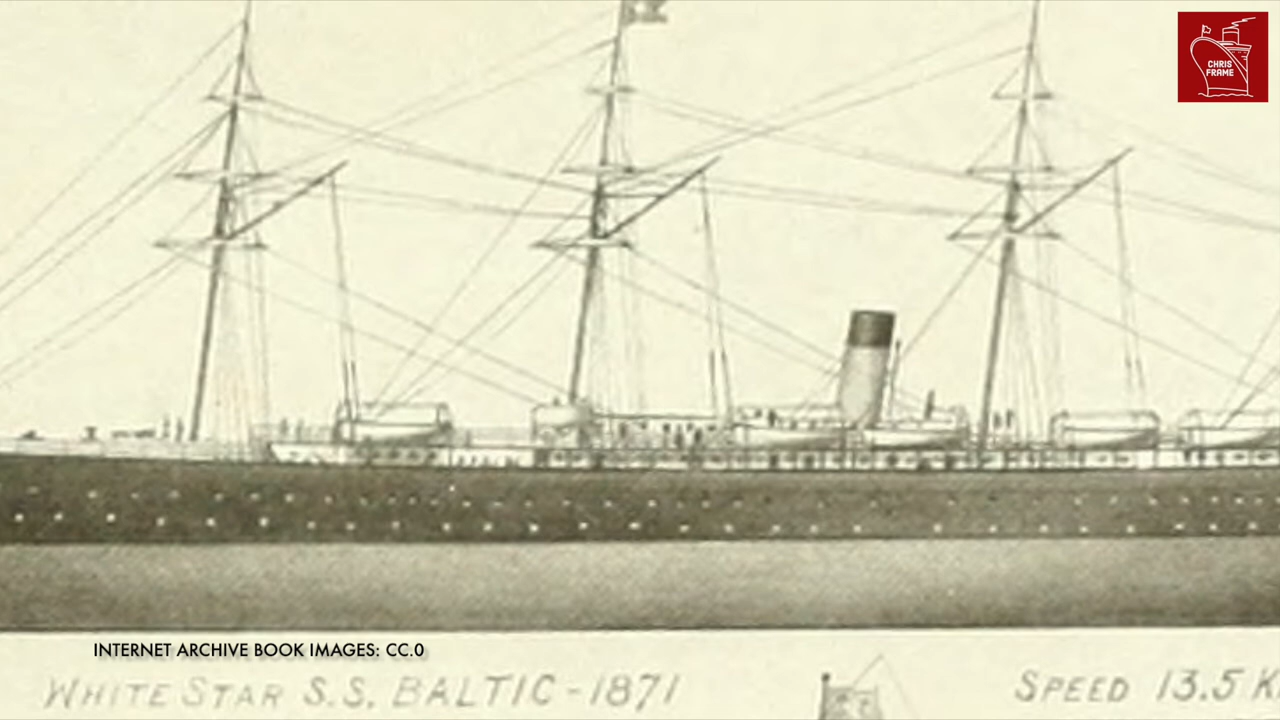 CHRIS
FRAME
INTERNET ARCHIVE BOOK IMAGES: CC.0
WHITE STAR S.S. BALTIC - 1871
SPEED 13.5 K